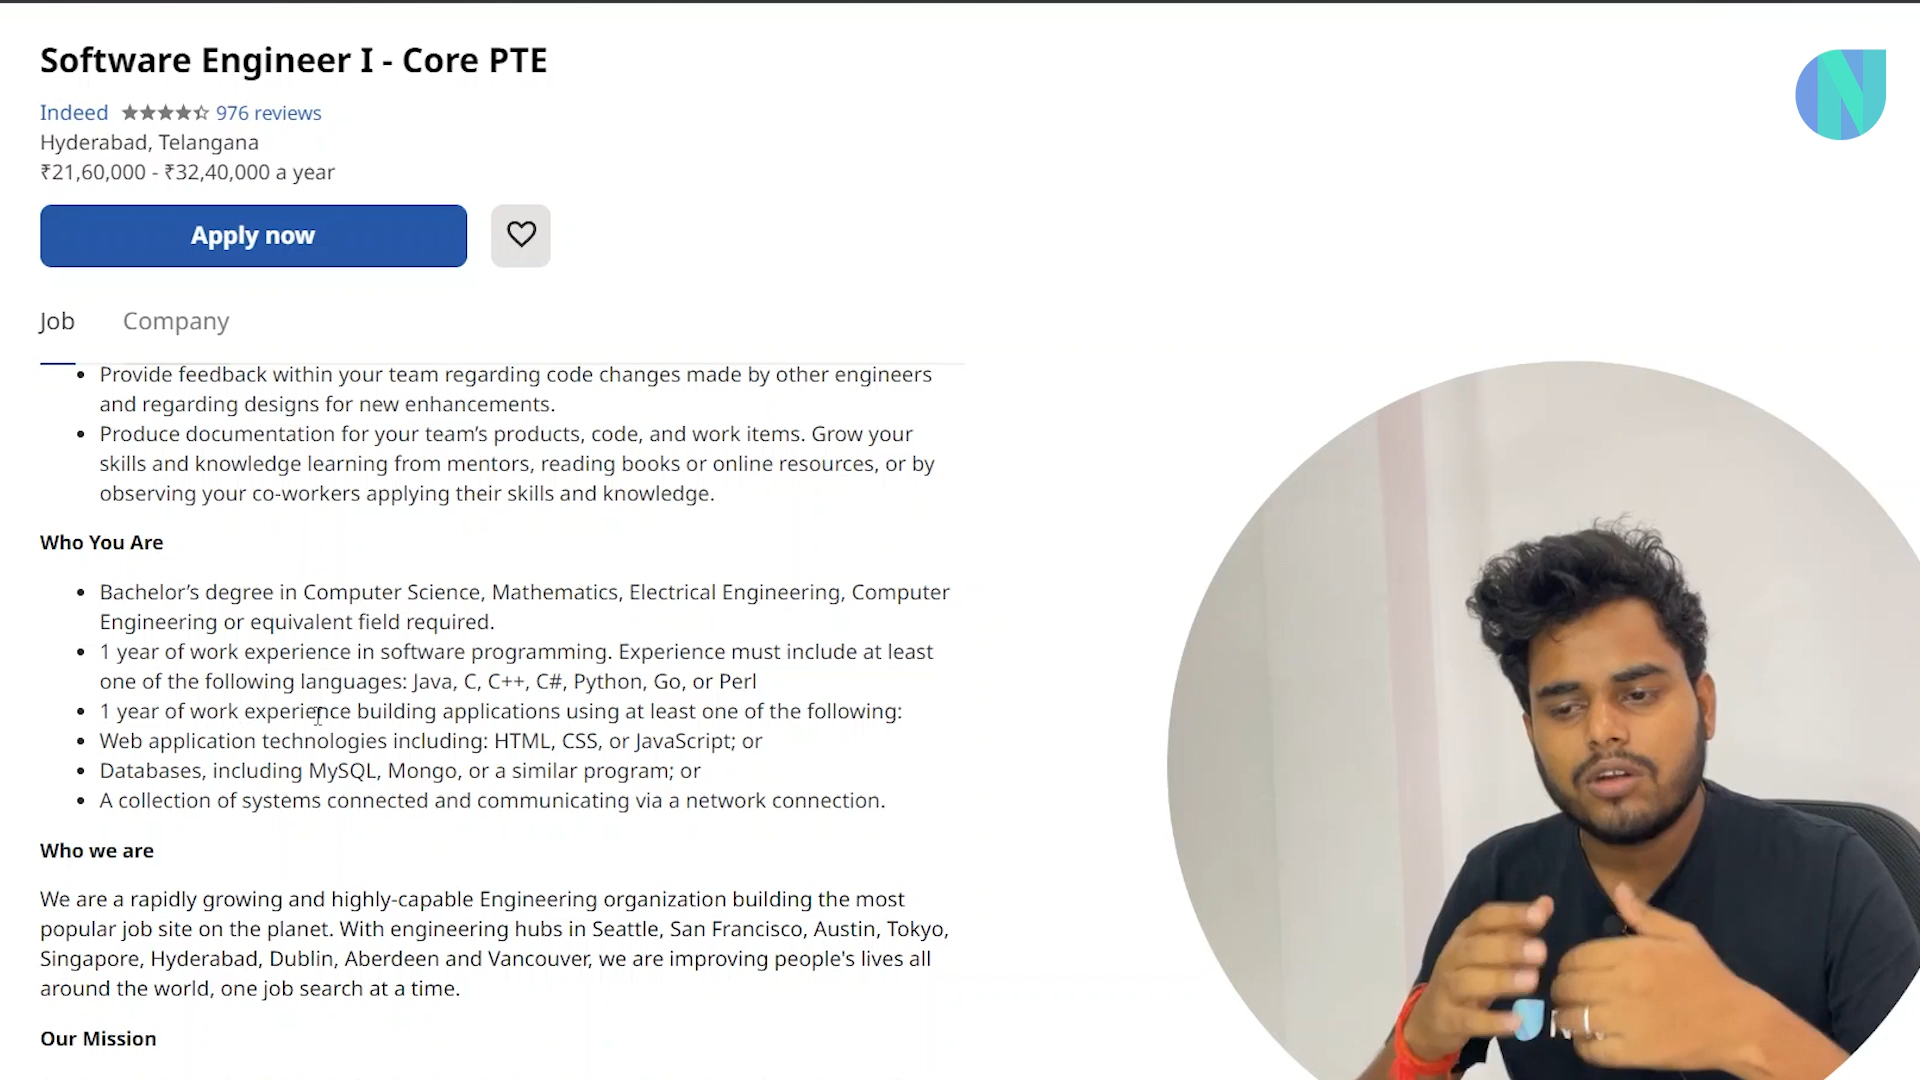 Software Engineer I - Core PTE
Indeed 976 reviews
Hyderabad, Telangana
₹21,60,000 - ₹32,40,000 a year
Apply now
Job Company
• Provide feedback within your team regarding code changes made by other engineers
and regarding designs for new enhancements.
• Produce documentation for your team’s products, code, and work items. Grow your
skills and knowledge learning from mentors, reading books or online resources, or by
observing your co-workers applying their skills and knowledge.
Who You Are
• Bachelor’s degree in Computer Science, Mathematics, Electrical Engineering, Computer
Engineering or equivalent field required.
• 1 year of work experience in software programming. Experience must include at least
one of the following languages: Java, C, C++, C#, Python, Go, or Perl
• 1 year of work experience building applications using at least one of the following:
• Web application technologies including: HTML, CSS, or JavaScript; or
• Databases, including MySQL, Mongo, or a similar program; or
• A collection of systems connected and communicating via a network connection.
Who we are
We are a rapidly growing and highly-capable Engineering organization building the most
popular job site on the planet. With engineering hubs in Seattle, San Francisco, Austin, Tokyo,
Singapore, Hyderabad, Dublin, Aberdeen and Vancouver, we are improving people's lives all
around the world, one job search at a time.
Our Mission